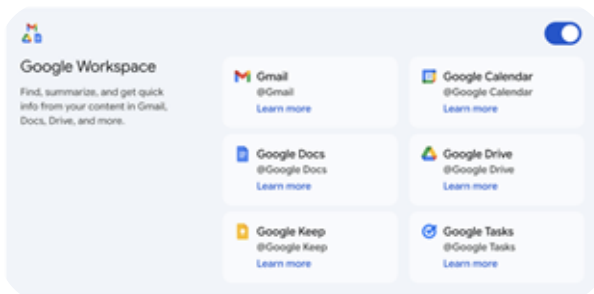 Google Workspace
Find, summarize, and get quick
info from your content in Gmail,
Docs, Drive, and more.
Gmail
@Gmail
Learn more
Google Calendar
@Google Calendar
Learn more
Google Docs
@Google Docs
Learn more
Google Drive
@Google Drive
Learn more
Google Keep
@Google Keep
Learn more
Google Tasks
@Google Tasks
Learn more